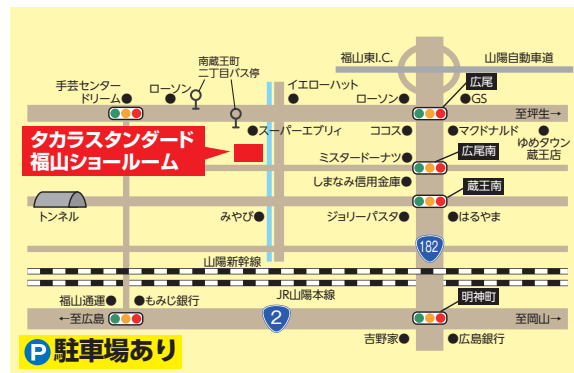 福山東I.C.
山陽自動車道
南蔵王町
二丁目バス停
手芸センター
ドリーム
ローソン
イエローハット
ローソン
広尾
GS
至坪生→
タカラスタンダード
福山ショールーム
スーパーエブリィ
ココス
マクドナルド
ゆめタウン
蔵王店
広尾南
ミスタードーナツ
しまなみ信用金庫
蔵王南
トンネル
みやび
ジョリーパスタ
はるやま
182
山陽新幹線
JR山陽本線
福山通運
もみじ銀行
明神町
←至広島
2
至岡山→
吉野家
広島銀行
P駐車場あり